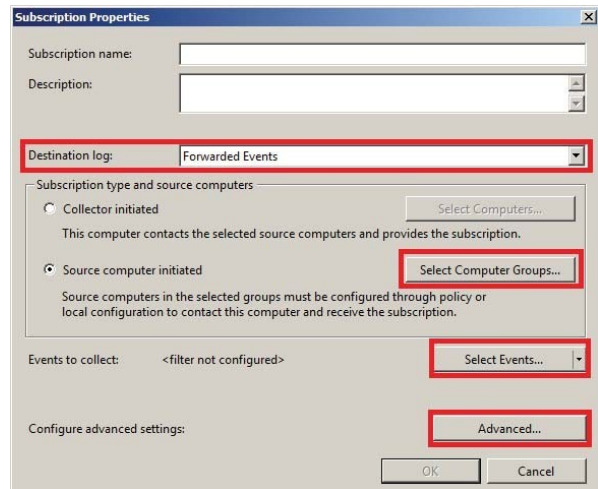 Subscription Properties
Subscription name:
Description:
Destination log: Forwarded Events
Subscription type and source computers
Collector initiated Select Computers...
This computer contacts the selected source computers and provides the subscription.
Source computer initiated Select Computer Groups...
Source computers in the selected groups must be configured through policy or
local configuration to contact this computer and receive the subscription.
Events to collect: <filter not configured> Select Events...
Configure advanced settings: Advanced...
OK Cancel